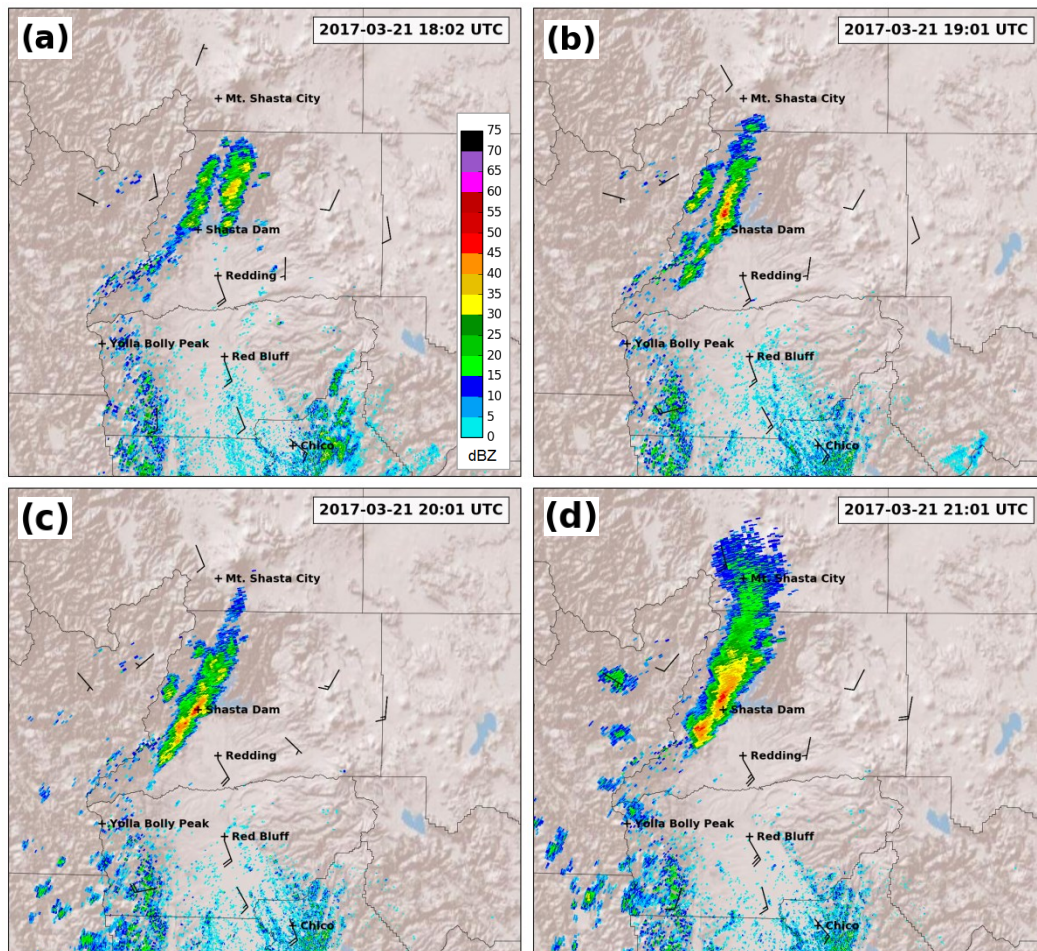 (a)
2017-03-21 18:02 UTC
+ Mt. Shasta City
+ Shasta Dam
+ Redding
+ Yolla Bolly Peak
+ Red Bluff
+ Chico
75
70
65
60
55
50
45
40
35
30
25
20
15
10
5
0
dBZ
(b)
2017-03-21 19:01 UTC
+ Mt. Shasta City
+ Shasta Dam
+ Redding
+ Yolla Bolly Peak
+ Red Bluff
+ Chico
(c)
2017-03-21 20:01 UTC
+ Mt. Shasta City
+ Shasta Dam
+ Redding
+ Yolla Bolly Peak
+ Red Bluff
+ Chico
(d)
2017-03-21 21:01 UTC
+ Mt. Shasta City
+ Shasta Dam
+ Redding
+ Yolla Bolly Peak
+ Red Bluff
+ Chico